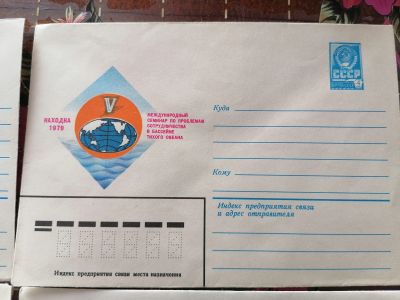 СССР
V
НАХОДКА
1979
МЕЖДУНАРОДНЫЙ
СЕМИНАР ПО ПРОБЛЕМАМ
СОТРУДНИЧЕСТВА
В БАССЕЙНЕ
ТИХОГО ОКЕАНА
Куда
Кому
Индекс предприятия связи
и адрес отправителя
Индекс предприятия связи места назначения